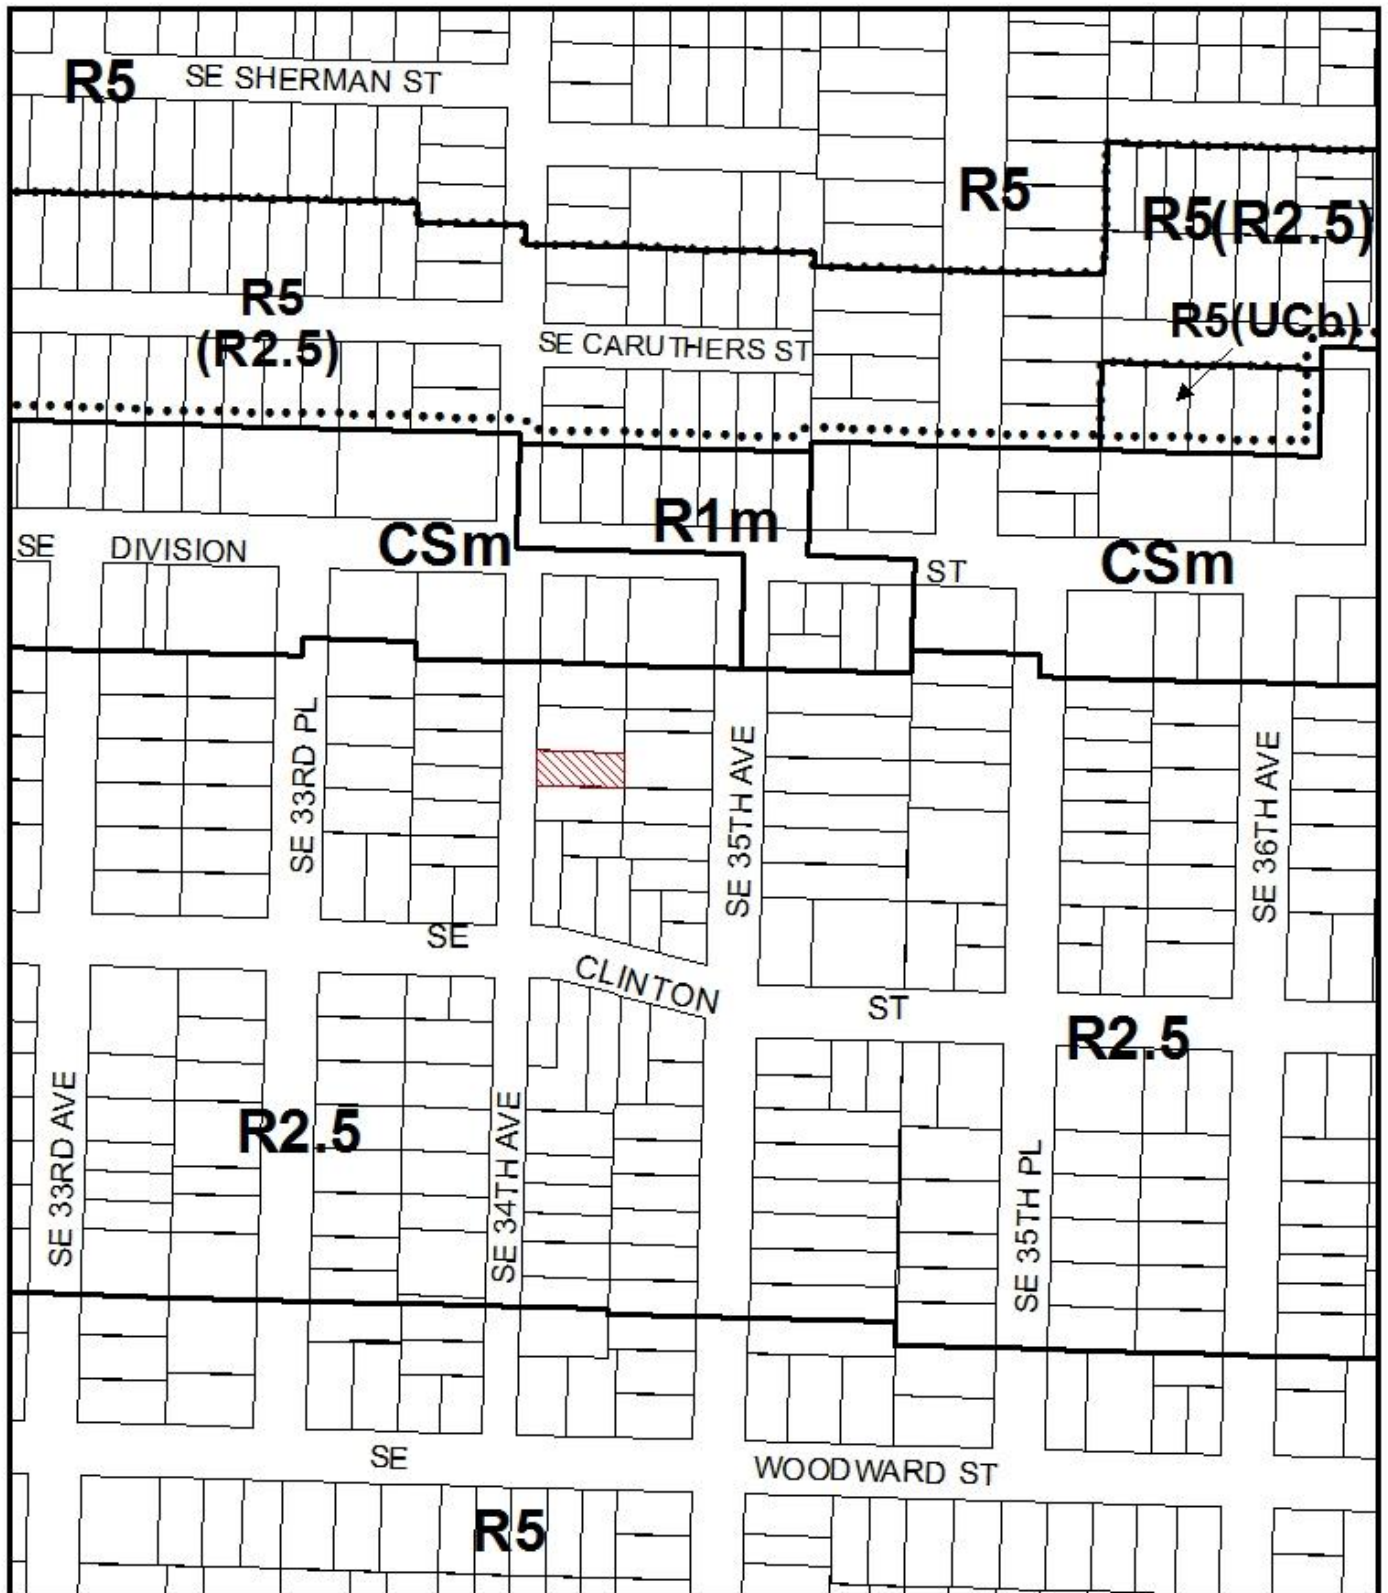 R5
SE SHERMAN ST
R5
R5(R2.5)
R5
(R2.5)
R5(UCb)
SE CARUTHERS ST
CSm
R1m
CSm
SE DIVISION ST
SE 33RD PL
SE 35TH AVE
SE 36TH AVE
SE CLINTON ST
R2.5
R2.5
SE 33RD AVE
SE 34TH AVE
SE 35TH PL
SE WOODWARD ST
R5